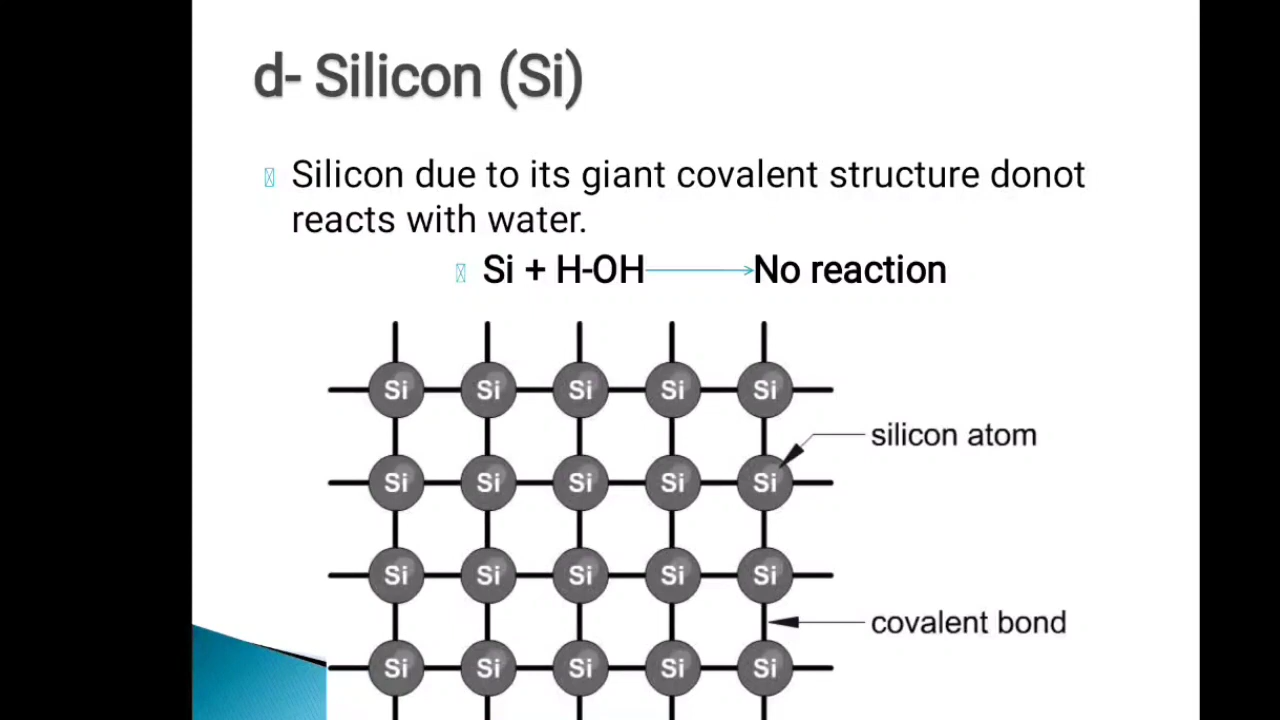 d- Silicon (Si)
Silicon due to its giant covalent structure donot
reacts with water.
Si + H-OH⟶No reaction
Si Si Si Si Si
silicon atom
Si Si Si Si Si
Si Si Si Si Si
covalent bond
Si Si Si Si Si